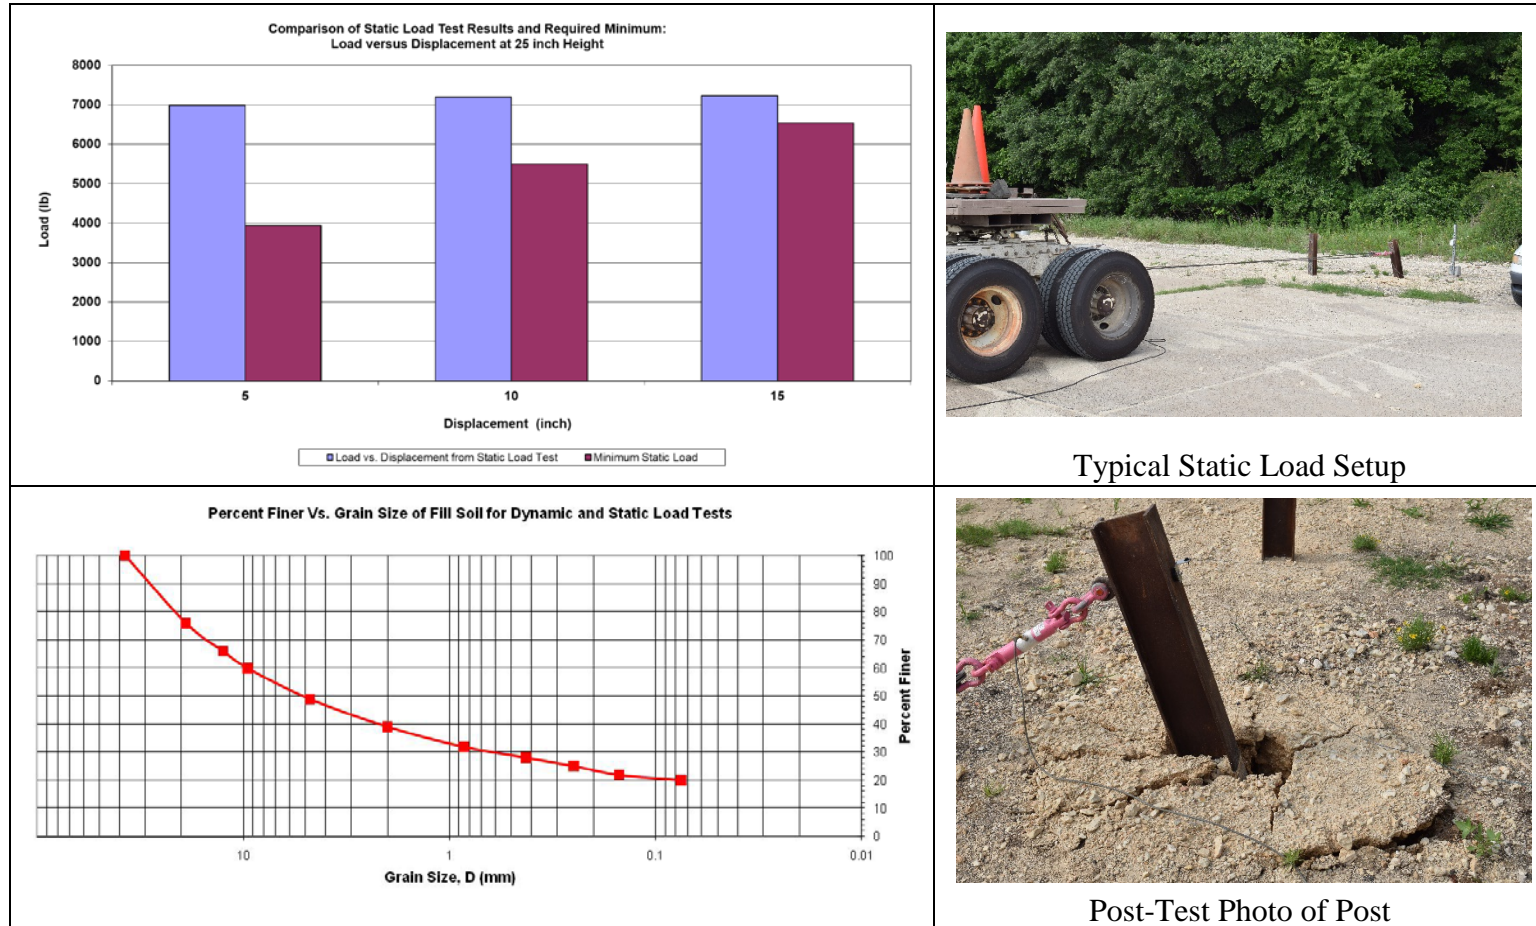 Comparison of Static Load Test Results and Required Minimum:
Load versus Displacement at 25 inch Height
8000
7000
6000
5000
4000
3000
2000
1000
0
Load (lb)
5
10
15
Displacement (inch)
Load vs. Displacement from Static Load Test
Minimum Static Load
Typical Static Load Setup
Percent Finer Vs. Grain Size of Fill Soil for Dynamic and Static Load Tests
100
90
80
70
60
50
40
30
20
10
0
Percent Finer
10
1
0.1
0.01
Grain Size, D (mm)
Post-Test Photo of Post